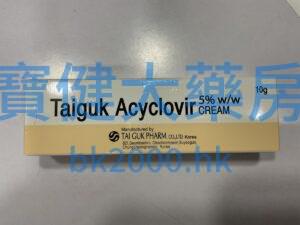 寶健大藥房
10g
Taiguk Acyclovir 5% w/w CREAM
Manufactured by
TAI GUK PHARM. CO.,LTD Korea
bk2000.hk